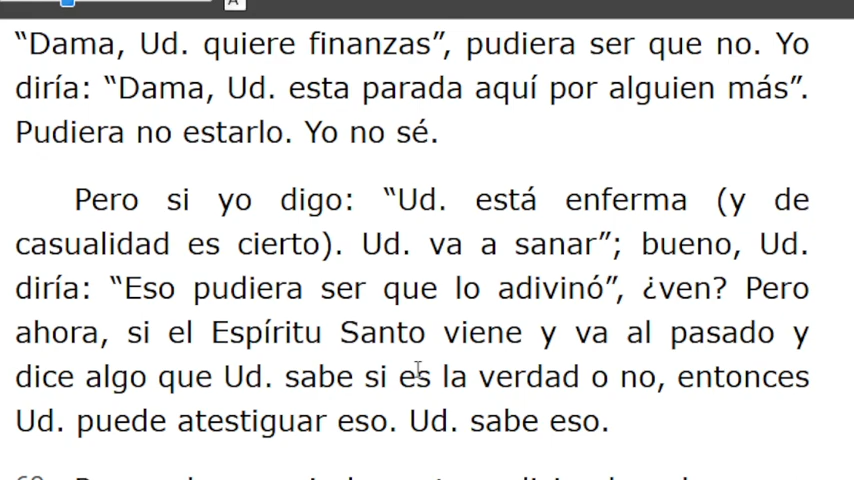 “Dama, Ud. quiere finanzas”, pudiera ser que no. Yo
diría: “Dama, Ud. esta parada aquí por alguien más”.
Pudiera no estarlo. Yo no sé.
Pero si yo digo: “Ud. está enferma (y de
casualidad es cierto). Ud. va a sanar”; bueno, Ud.
diría: “Eso pudiera ser que lo adivinó”, ¿ven? Pero
ahora, si el Espíritu Santo viene y va al pasado y
dice algo que Ud. sabe si es la verdad o no, entonces
Ud. puede atestiguar eso. Ud. sabe eso.